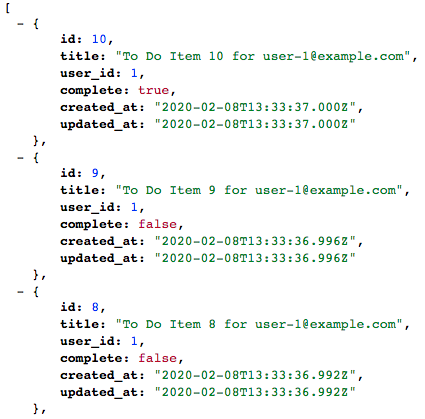 [
- {
id: 10,
title: "To Do Item 10 for user-1@example.com",
user_id: 1,
complete: true,
created_at: "2020-02-08T13:33:37.000Z",
updated_at: "2020-02-08T13:33:37.000Z"
},
- {
id: 9,
title: "To Do Item 9 for user-1@example.com",
user_id: 1,
complete: false,
created_at: "2020-02-08T13:33:36.996Z",
updated_at: "2020-02-08T13:33:36.996Z"
},
- {
id: 8,
title: "To Do Item 8 for user-1@example.com",
user_id: 1,
complete: false,
created_at: "2020-02-08T13:33:36.992Z",
updated_at: "2020-02-08T13:33:36.992Z"
},